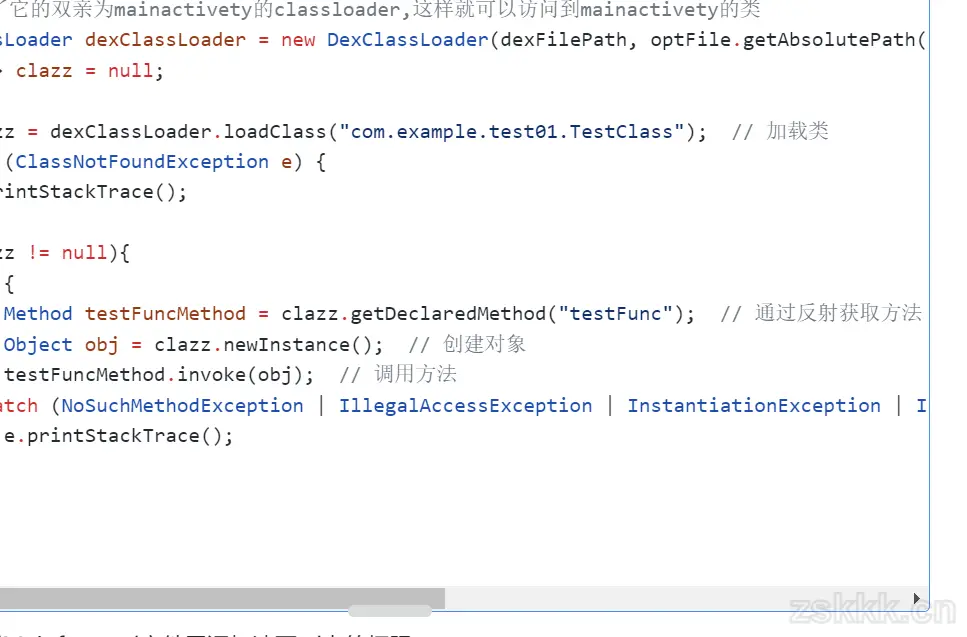 它的双亲为mainactivety的classloader,这样就可以访问到mainactivety的类
sLoader dexClassLoader = new DexClassLoader(dexFilePath, optFile.getAbsolutePath(
clazz = null;
zz = dexClassLoader.loadClass("com.example.test01.TestClass"); // 加载类
(ClassNotFoundException e) {
rintStackTrace();
zz != null){
{
Method testFuncMethod = clazz.getDeclaredMethod("testFunc"); // 通过反射获取方法
Object obj = clazz.newInstance(); // 创建对象
testFuncMethod.invoke(obj); // 调用方法
atch (NoSuchMethodException | IllegalAccessException | InstantiationException | I
e.printStackTrace();
zskkk.cn